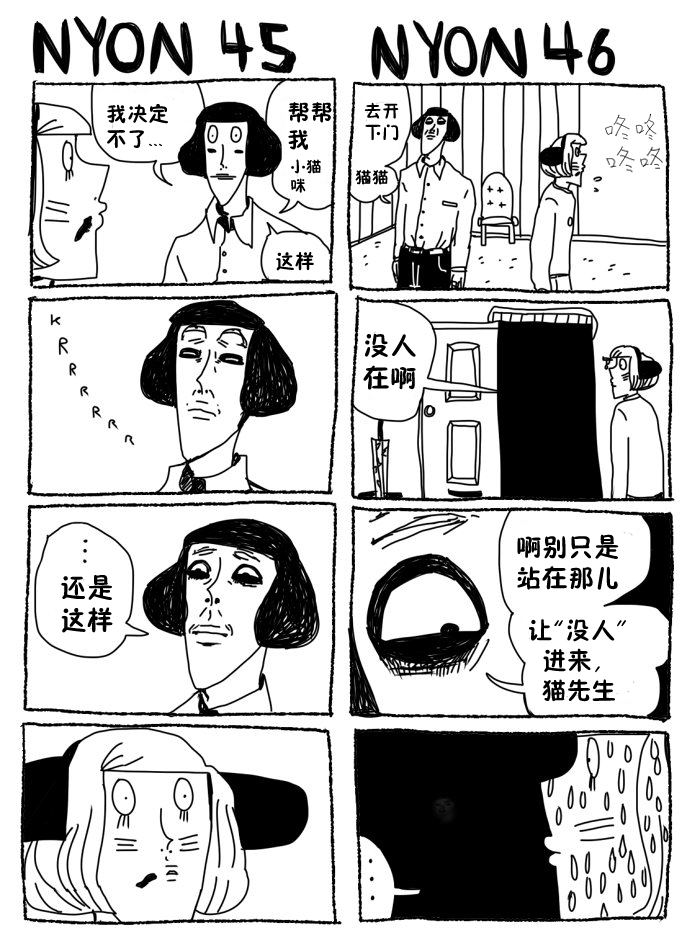 NYON 45
我决定
不了...
帮帮
我
小猫
咪
这样
KRRRRRR
...
还是
这样
NYON 46
去开
下门
猫猫
咚咚
咚咚
没人
在啊
啊别只是
站在那儿
让“没人”
进来，
猫先生
...